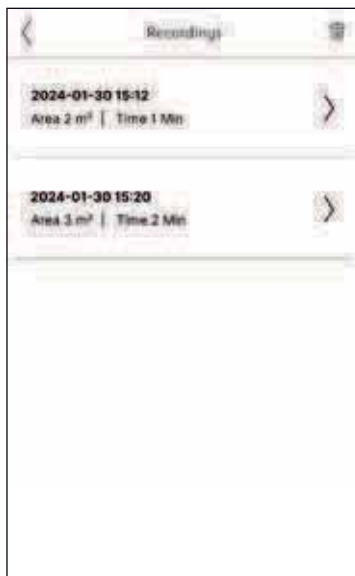 Recordings
2024-01-30 15:12
Area 2 m² | Time 1 Min
2024-01-30 15:20
Area 3 m² | Time 2 Min